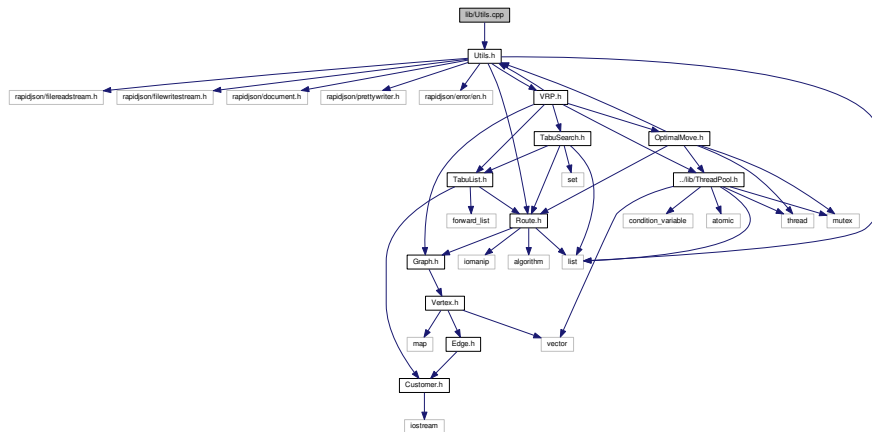 lib/Utils.cpp
Utils.h
rapidjson/filereadstream.h
rapidjson/filewritestream.h
rapidjson/document.h
rapidjson/prettywriter.h
rapidjson/error/en.h
VRP.h
TabuSearch.h
OptimalMove.h
TabuList.h
set
../lib/ThreadPool.h
forward_list
Route.h
condition_variable
atomic
thread
mutex
Graph.h
iomanip
algorithm
list
Vertex.h
map
Edge.h
vector
Customer.h
iostream